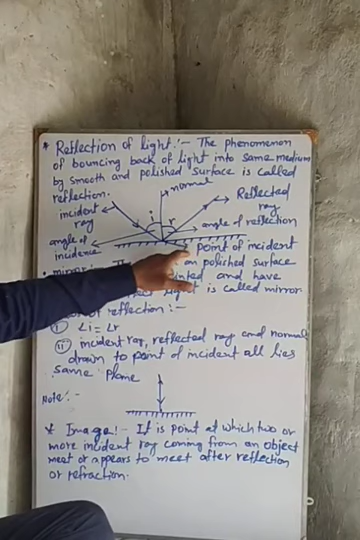 * Reflection of light :- The phenomenon
of bouncing back of light into same medium
by smooth and polished surface is called
reflection.
normal
incident
ray
Reflected
ray
i
r
angle of reflection
angle of
incidence
point of incident
mirror :- The
on polished surface
and have
light is called mirror.
of reflection :-
(i) ∠i = ∠r
(ii) incident ray, reflected ray and normal
drawn to point of incident all lies
same plane
Note :-
* Image :- It is point at which two or
more incident ray coming from an object
meet or appears to meet after reflection
or refraction.